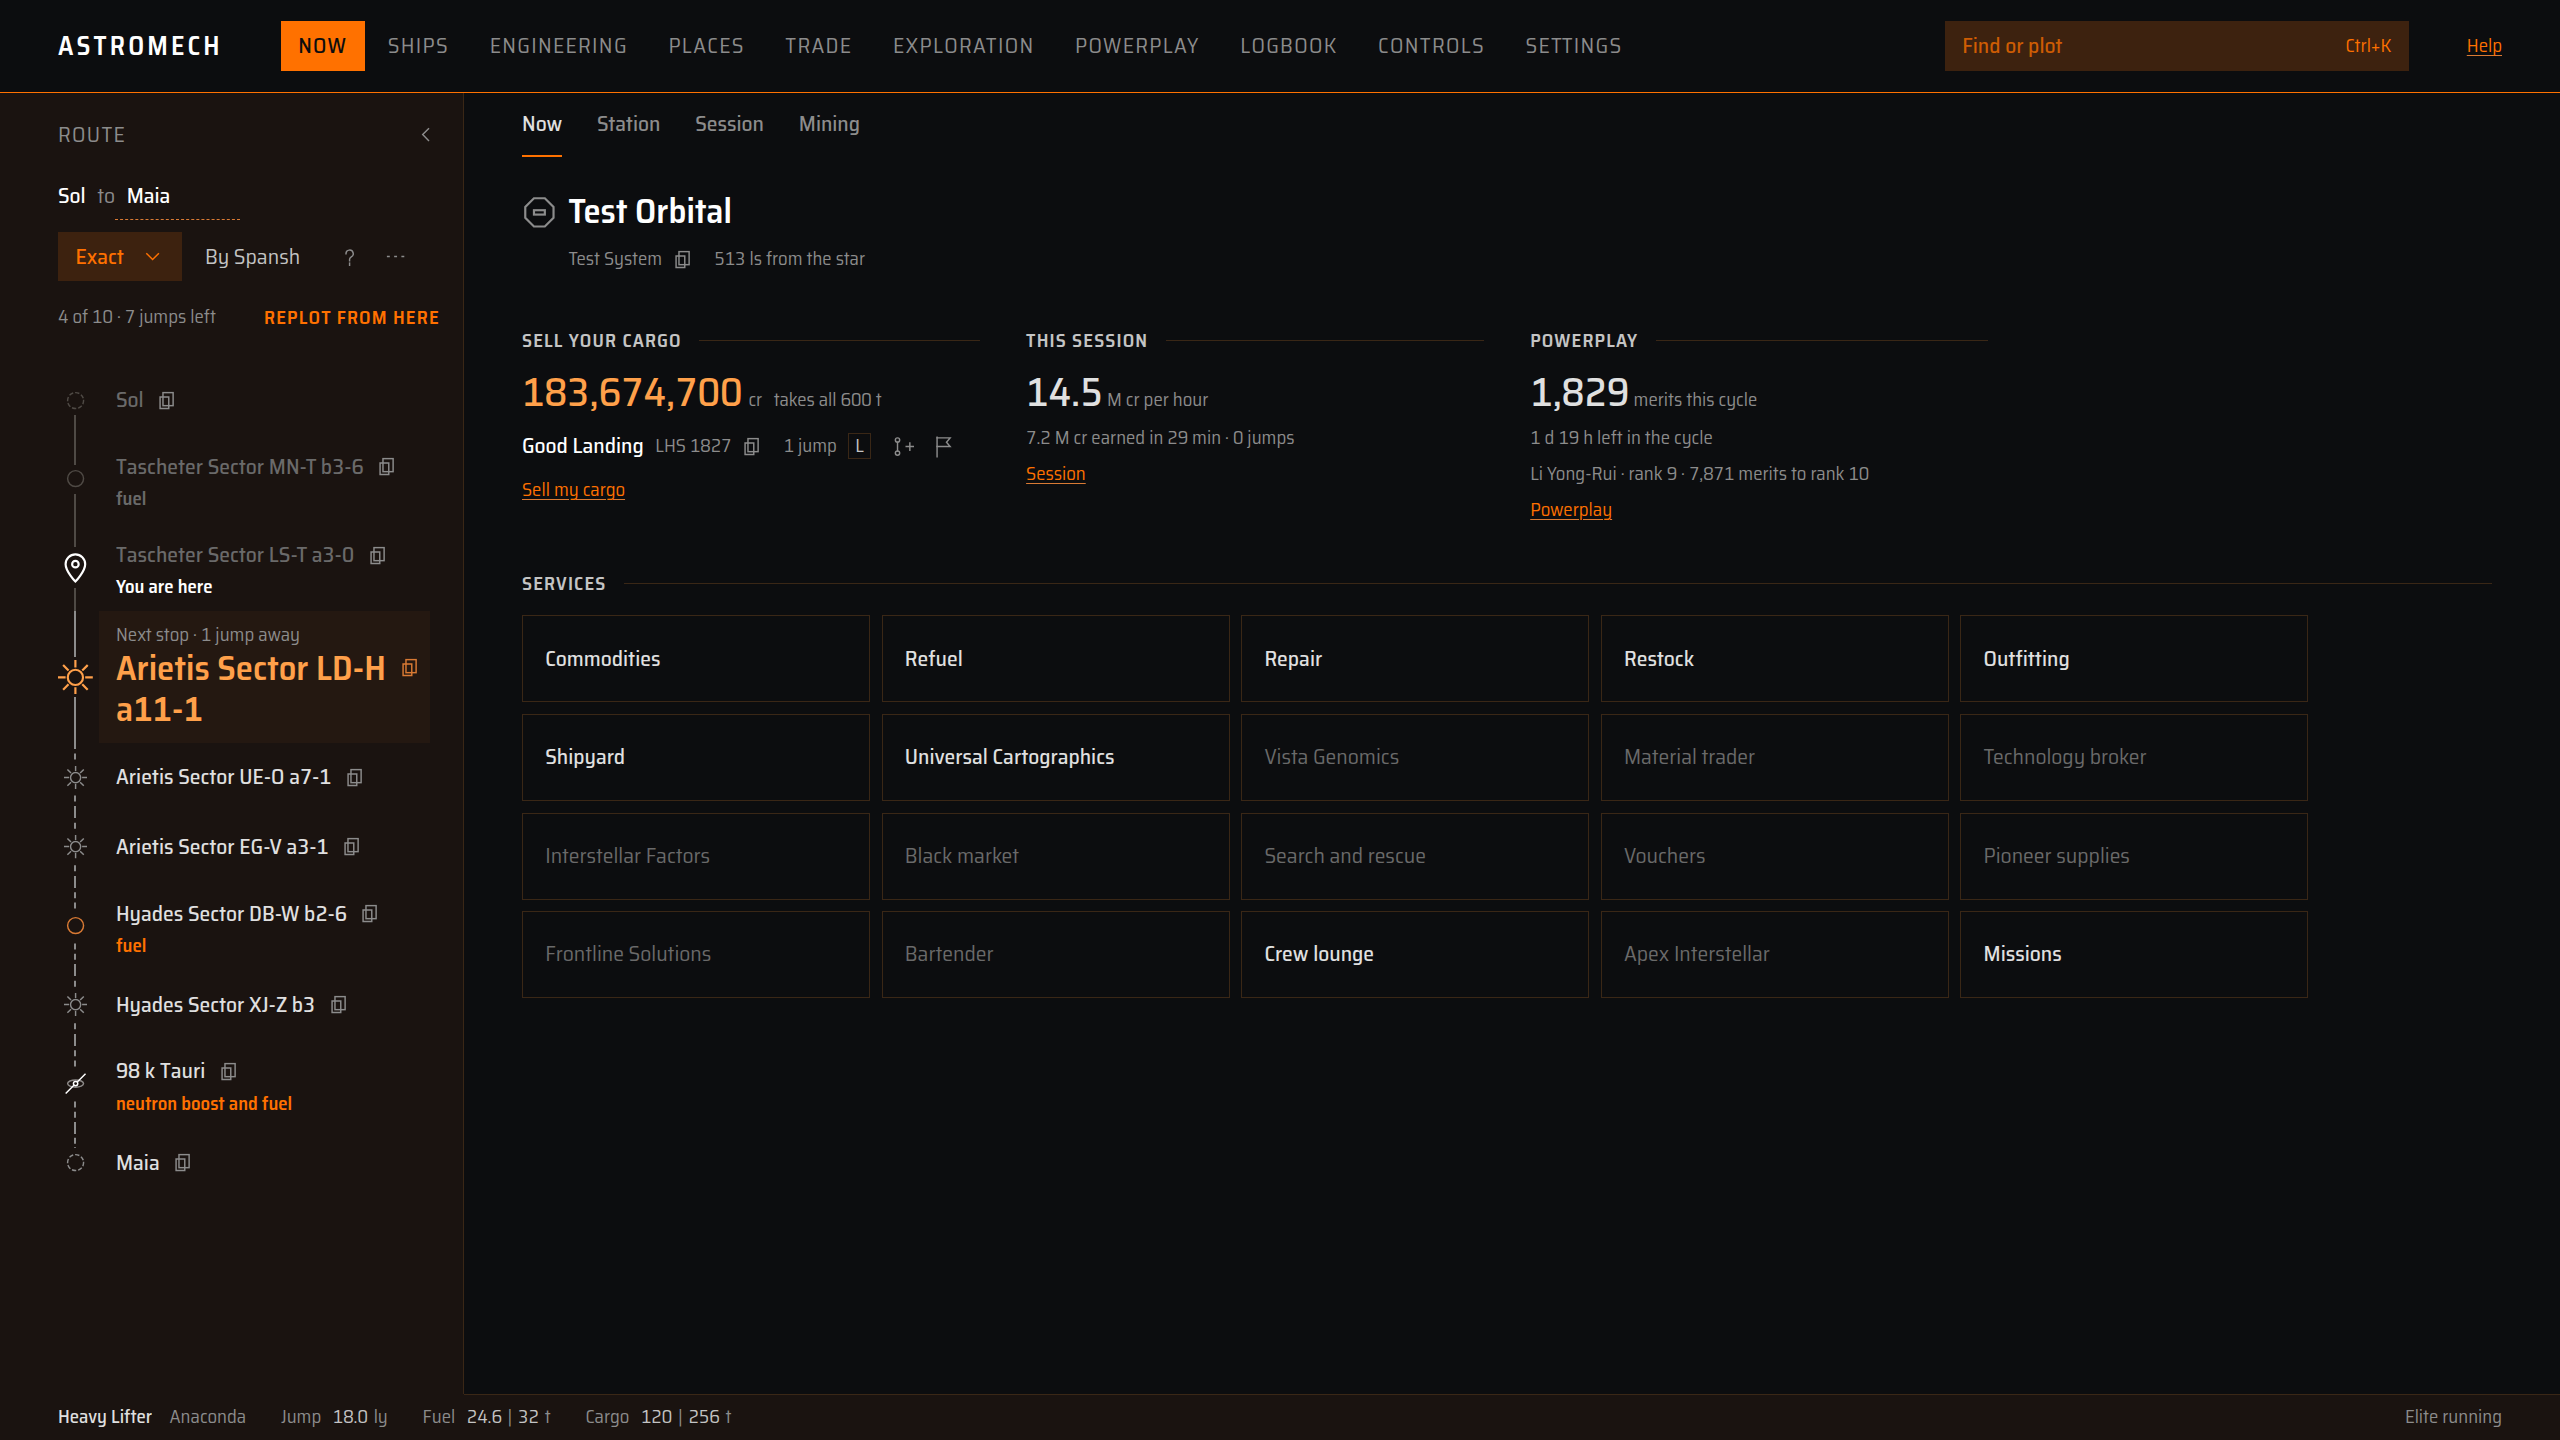 ASTROMECH
NOW SHIPS ENGINEERING PLACES TRADE EXPLORATION POWERPLAY LOGBOOK CONTROLS SETTINGS
Find or plot Ctrl+K
Help
ROUTE
Sol to Maia
Exact By Spansh ? ...
4 of 10 · 7 jumps left REPLOT FROM HERE
Sol
Tascheter Sector MN-T b3-6
fuel
Tascheter Sector LS-T a3-0
You are here
Next stop · 1 jump away
Arietis Sector LD-H
a11-1
Arietis Sector UE-O a7-1
Arietis Sector EG-V a3-1
Hyades Sector DB-W b2-6
fuel
Hyades Sector XJ-Z b3
98 k Tauri
neutron boost and fuel
Maia
Now Station Session Mining
Test Orbital
Test System 513 ls from the star
SELL YOUR CARGO
183,674,700 cr takes all 600 t
Good Landing LHS 1827 1 jump L
Sell my cargo
THIS SESSION
14.5 M cr per hour
7.2 M cr earned in 29 min · 0 jumps
Session
POWERPLAY
1,829 merits this cycle
1 d 19 h left in the cycle
Li Yong-Rui · rank 9 · 7,871 merits to rank 10
Powerplay
SERVICES
Commodities Refuel Repair Restock Outfitting
Shipyard Universal Cartographics Vista Genomics Material trader Technology broker
Interstellar Factors Black market Search and rescue Vouchers Pioneer supplies
Frontline Solutions Bartender Crew lounge Apex Interstellar Missions
Heavy Lifter Anaconda Jump 18.0 ly Fuel 24.6 | 32 t Cargo 120 | 256 t
Elite running